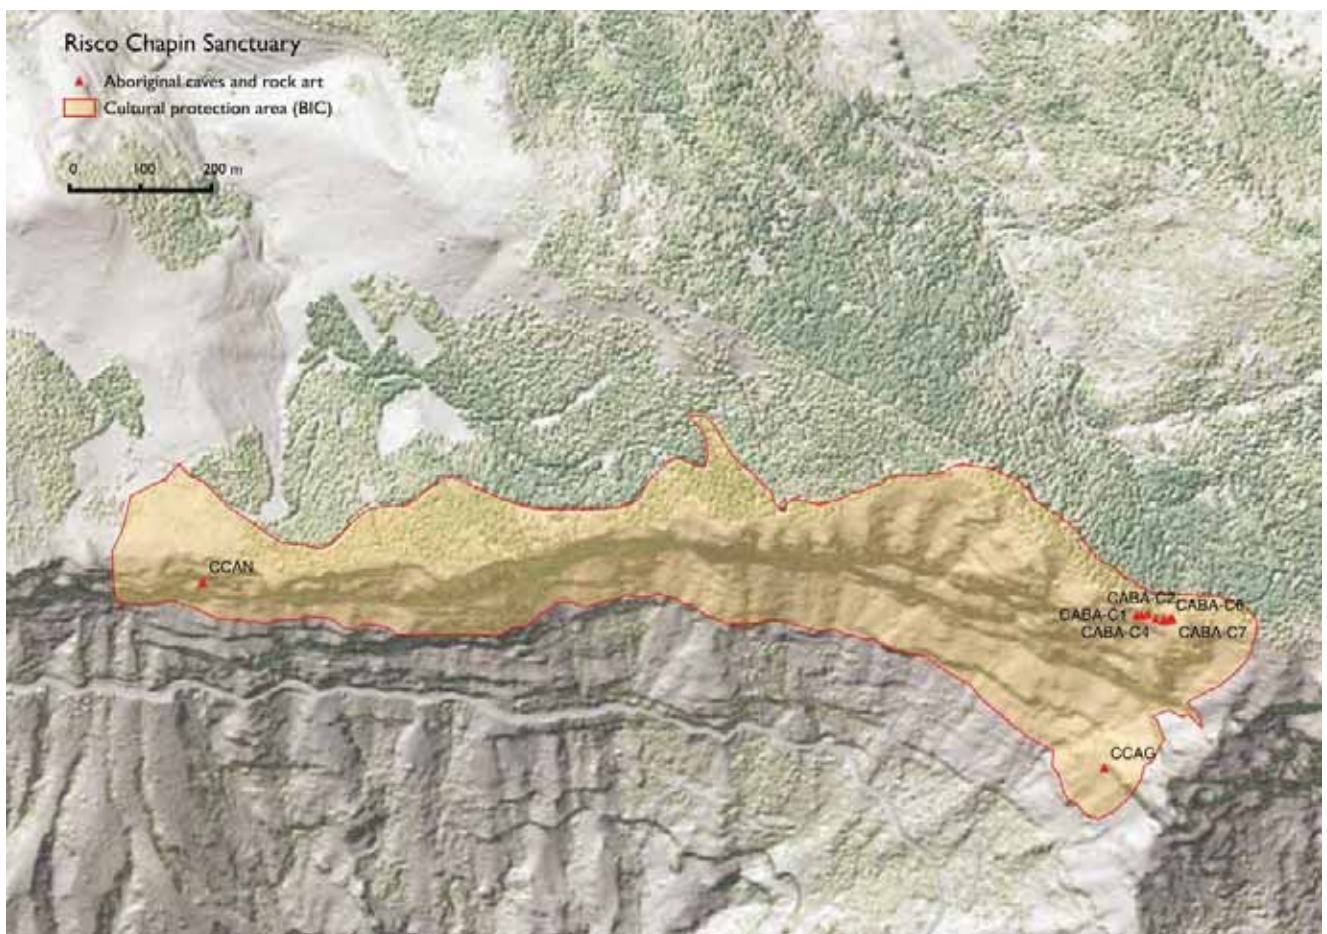 Risco Chapin Sanctuary
Aboriginal caves and rock art
Cultural protection area (BIC)
0 100 200 m
CCAN
CABA-C2
CABA-C6
CABA-C1
CABA-C4
CABA-C7
CCAG